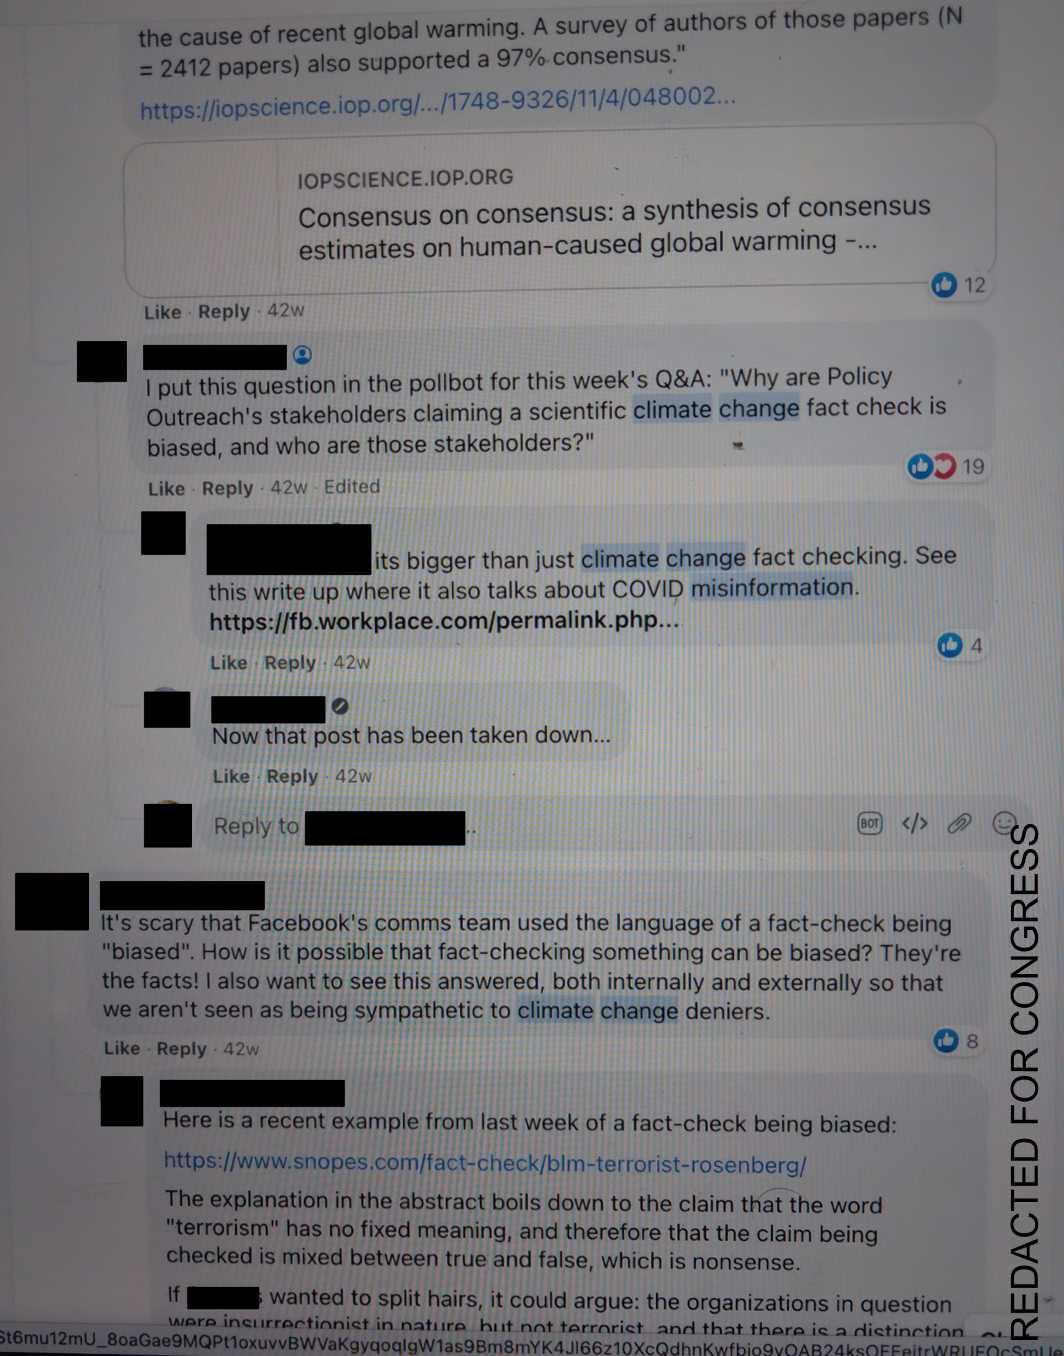 the cause of recent global warming. A survey of authors of those papers (N
= 2412 papers) also supported a 97% consensus."
https://iopscience.iop.org/.../1748-9326/11/4/048002...
IOPSCIENCE.IOP.ORG
Consensus on consensus: a synthesis of consensus
estimates on human-caused global warming -...
12
Like · Reply · 42w
I put this question in the pollbot for this week's Q&A: "Why are Policy
Outreach's stakeholders claiming a scientific climate change fact check is
biased, and who are those stakeholders?"
19
Like · Reply · 42w · Edited
its bigger than just climate change fact checking. See
this write up where it also talks about COVID misinformation.
https://fb.workplace.com/permalink.php...
4
Like · Reply · 42w
Now that post has been taken down...
Like · Reply · 42w
Reply to ..
BOT </>
It's scary that Facebook's comms team used the language of a fact-check being
"biased". How is it possible that fact-checking something can be biased? They're
the facts! I also want to see this answered, both internally and externally so that
we aren't seen as being sympathetic to climate change deniers.
8
Like · Reply · 42w
Here is a recent example from last week of a fact-check being biased:
https://www.snopes.com/fact-check/blm-terrorist-rosenberg/
The explanation in the abstract boils down to the claim that the word
"terrorism" has no fixed meaning, and therefore that the claim being
checked is mixed between true and false, which is nonsense.
If wanted to split hairs, it could argue: the organizations in question
were insurrectionist in nature, but not terrorist, and that there is a distinction
REDACTED FOR CONGRESS